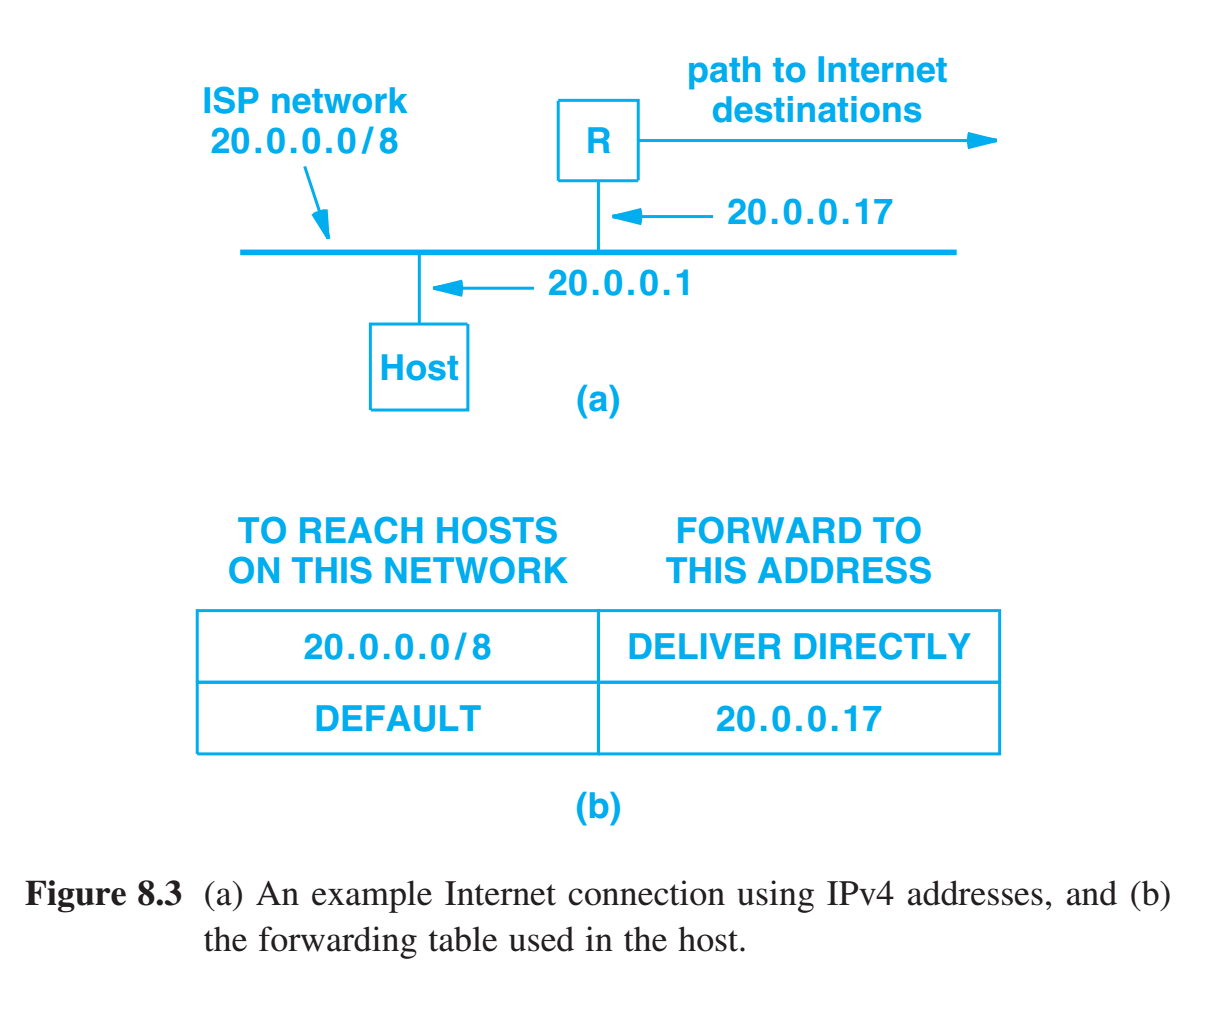 path to Internet
destinations
ISP network
20.0.0.0/8
R
20.0.0.17
20.0.0.1
Host
(a)
TO REACH HOSTS
ON THIS NETWORK
FORWARD TO
THIS ADDRESS
20.0.0.0/8
DELIVER DIRECTLY
DEFAULT
20.0.0.17
(b)
Figure 8.3 (a) An example Internet connection using IPv4 addresses, and (b)
the forwarding table used in the host.